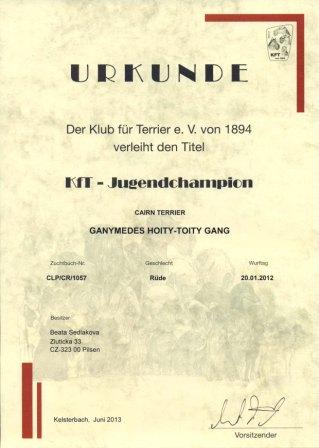 KfT
URKUNDE
Der Klub für Terrier e. V. von 1894
verleiht den Titel
KfT - Jugendchampion
CAIRN TERRIER
GANYMEDES HOITY-TOITY GANG
Zuchtbuch-Nr. Geschlecht Wurftag
CLP/CR/1057 Rüde 20.01.2012
Besitzer
Beata Sedlakova
Zluticka 33
CZ-323 00 Pilsen
Kelsterbach, Juni 2013
Vorsitzender